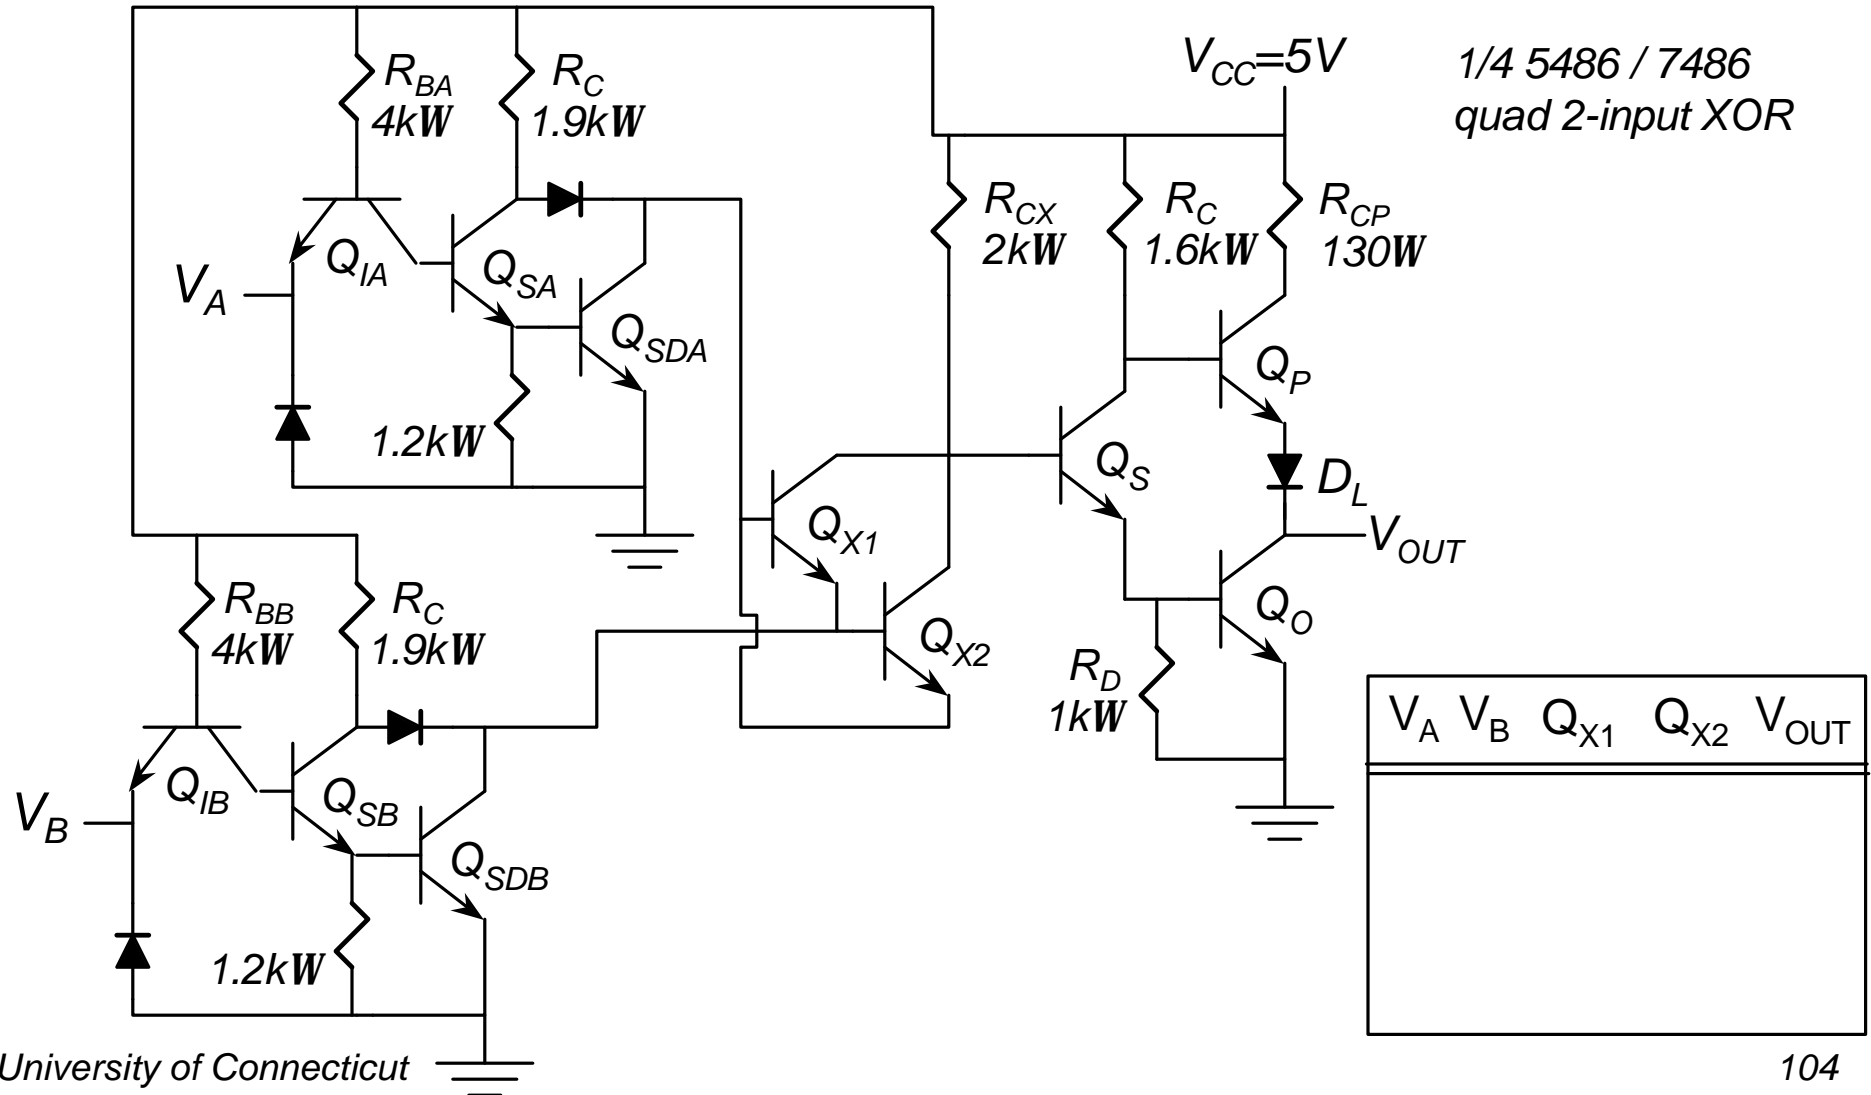 V_CC=5V
1/4 5486 / 7486
quad 2-input XOR
R_BA
4kW
R_C
1.9kW
R_CX
2kW
R_C
1.6kW
R_CP
130W
Q_IA
Q_SA
V_A
Q_SDA
Q_P
1.2kW
Q_S
D_L
Q_X1
V_OUT
R_BB
4kW
R_C
1.9kW
Q_X2
Q_O
R_D
1kW
V_A V_B Q_X1 Q_X2 V_OUT
Q_IB
Q_SB
V_B
Q_SDB
1.2kW
University of Connecticut
104